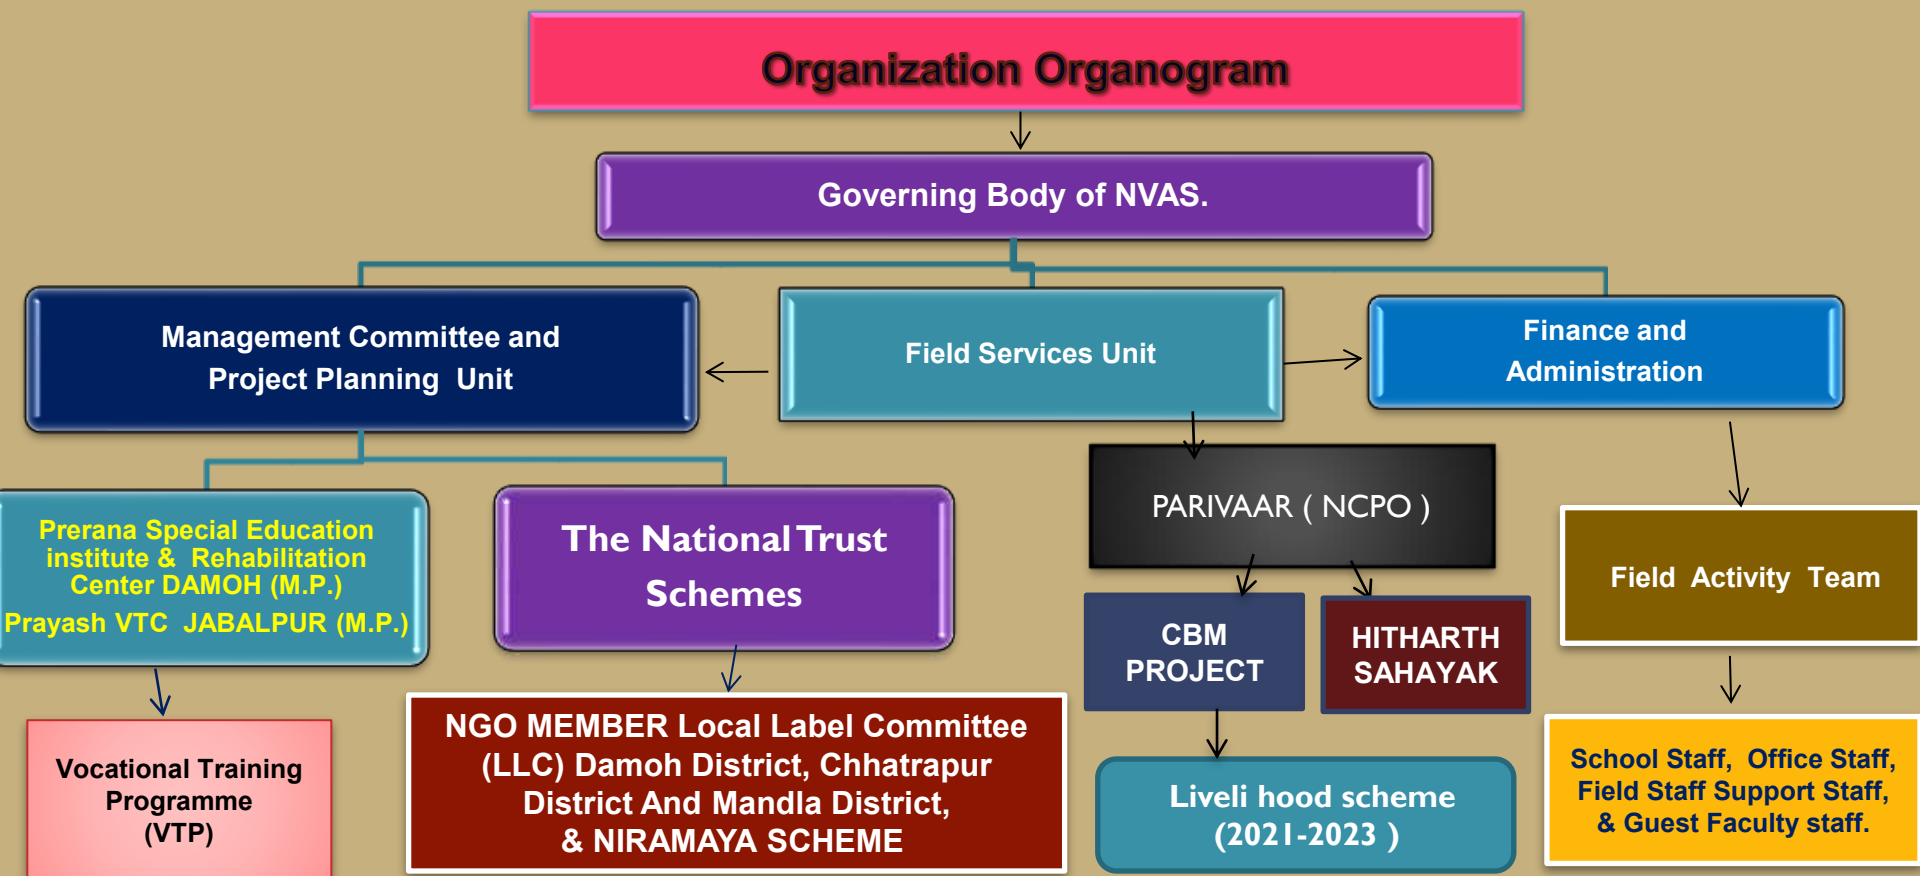 Organization Organogram
Governing Body of NVAS.
Management Committee and
Project Planning Unit
Field Services Unit
Finance and
Administration
Prerana Special Education
institute & Rehabilitation
Center DAMOH (M.P.)
Prayash VTC JABALPUR (M.P.)
The National Trust
Schemes
PARIVAAR ( NCPO )
Field Activity Team
CBM
PROJECT
HITHARTH
SAHAYAK
Vocational Training
Programme
(VTP)
NGO MEMBER Local Label Committee
(LLC) Damoh District, Chhatrapur
District And Mandla District,
& NIRAMAYA SCHEME
Liveli hood scheme
(2021-2023 )
School Staff, Office Staff,
Field Staff Support Staff,
& Guest Faculty staff.